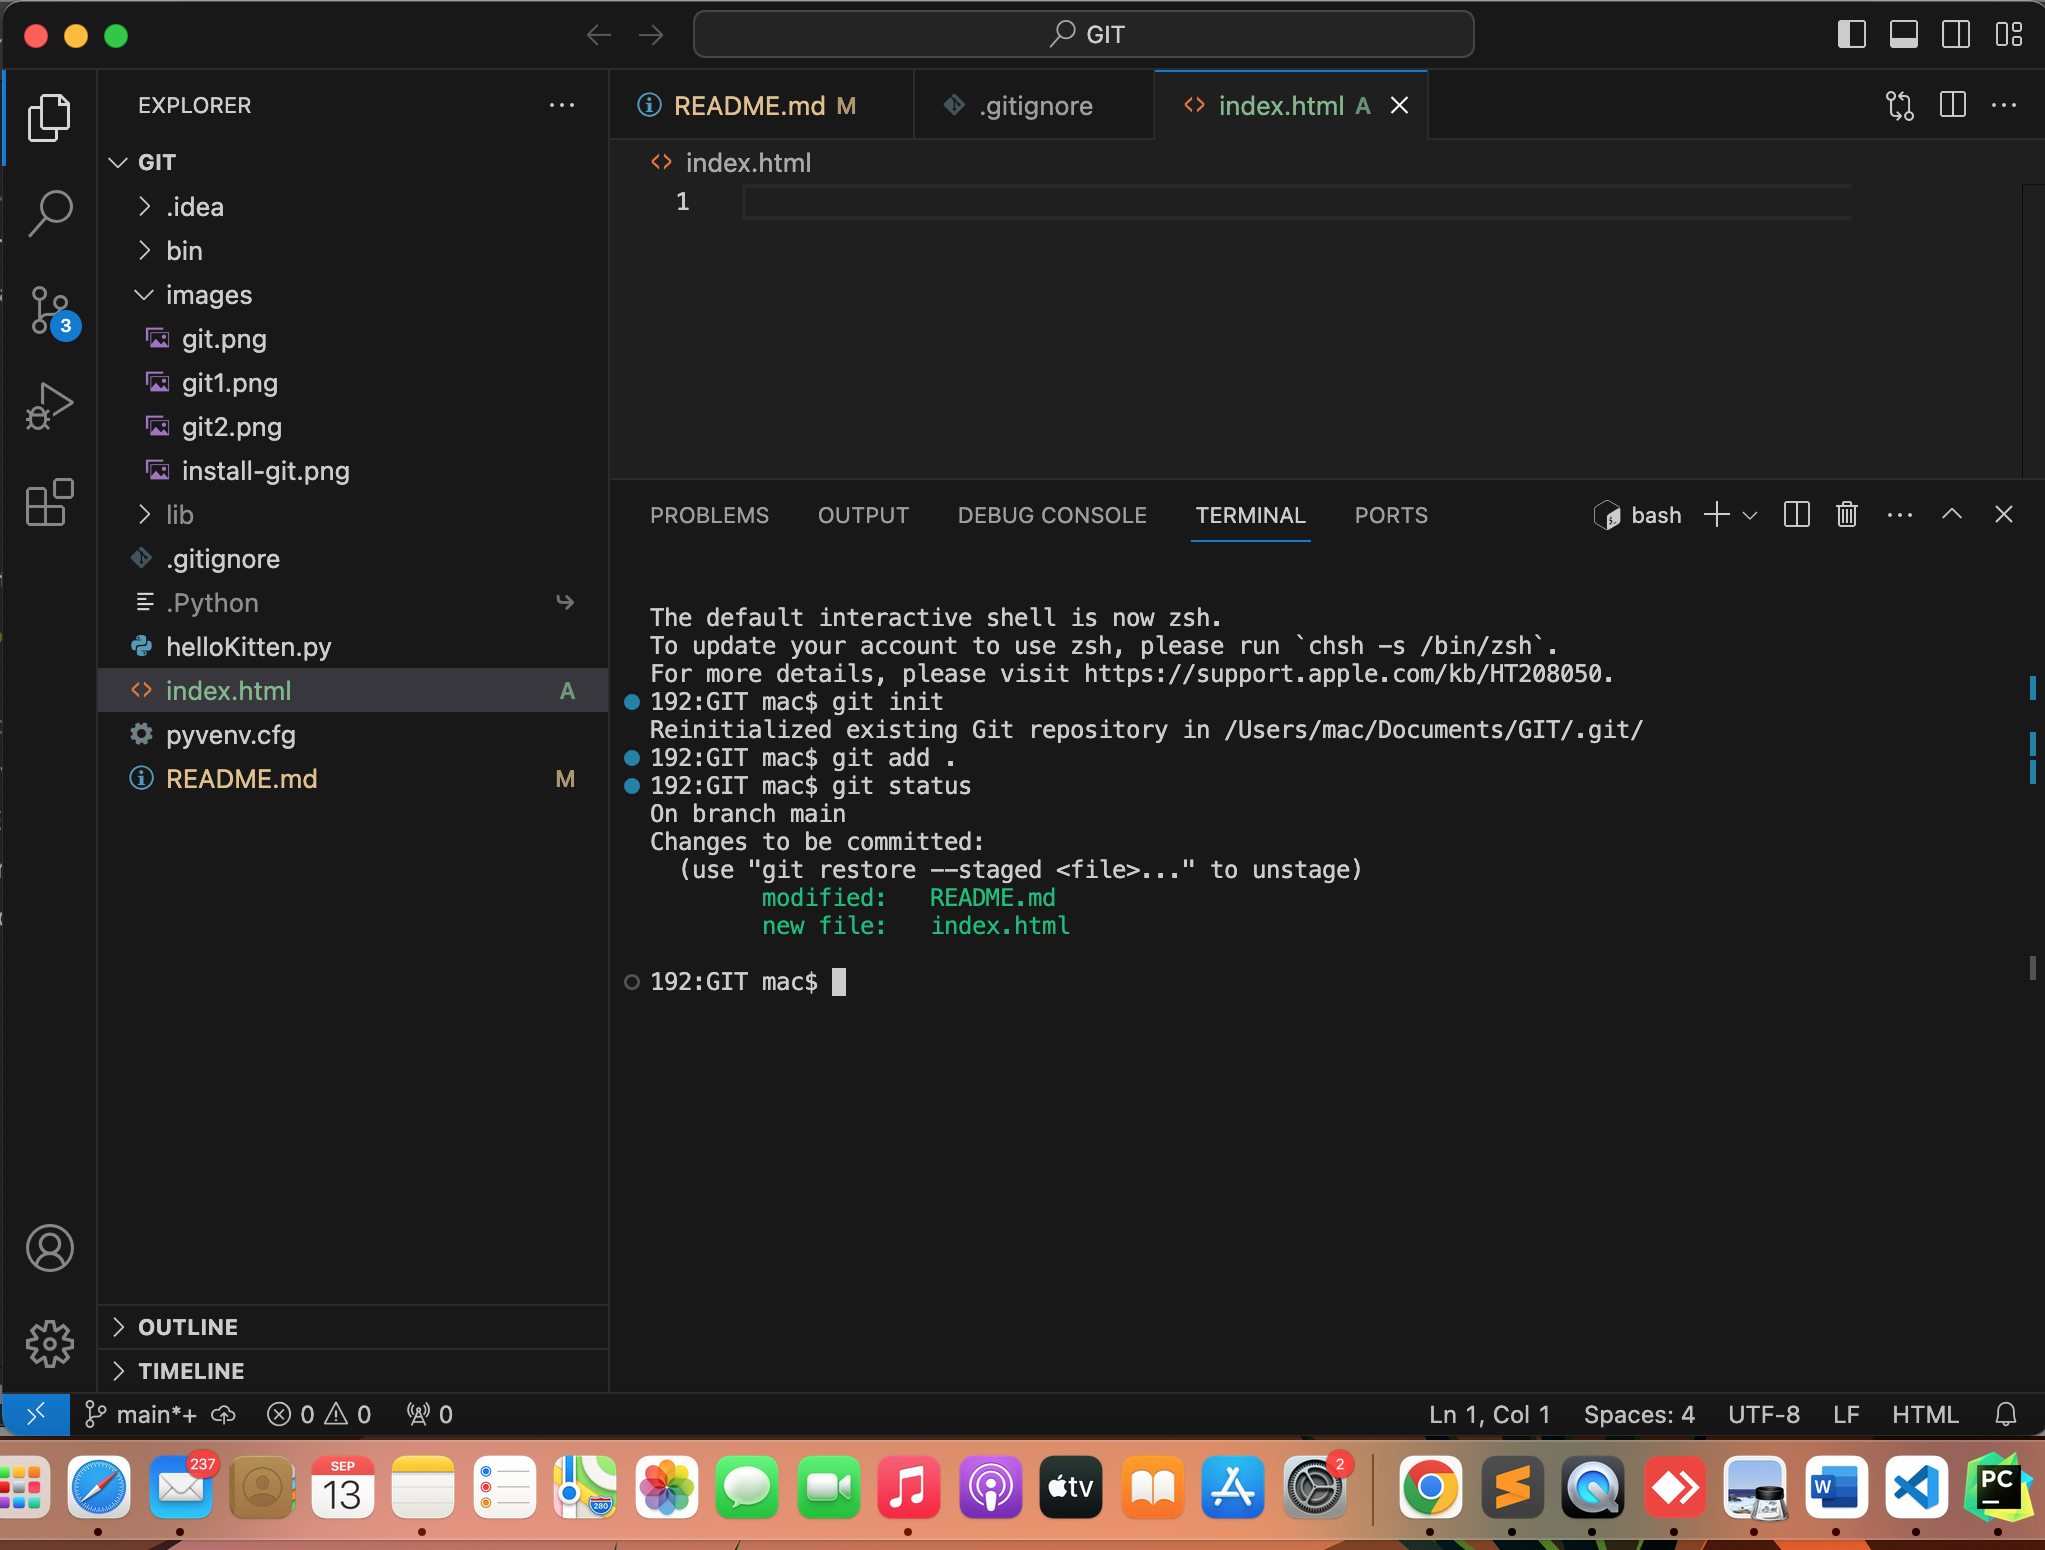 GIT
EXPLORER
GIT
.idea
bin
images
git.png
git1.png
git2.png
install-git.png
lib
.gitignore
.Python
helloKitten.py
index.html A
pyvenv.cfg
README.md M
OUTLINE
TIMELINE
3
README.md M
.gitignore
index.html A
index.html
1
PROBLEMS
OUTPUT
DEBUG CONSOLE
TERMINAL
PORTS
bash
The default interactive shell is now zsh.
To update your account to use zsh, please run `chsh -s /bin/zsh`.
For more details, please visit https://support.apple.com/kb/HT208050.
192:GIT mac$ git init
Reinitialized existing Git repository in /Users/mac/Documents/GIT/.git/
192:GIT mac$ git add .
192:GIT mac$ git status
On branch main
Changes to be committed:
(use "git restore --staged <file>..." to unstage)
modified: README.md
new file: index.html
192:GIT mac$
main*+
0
0
0
Ln 1, Col 1
Spaces: 4
UTF-8
LF
HTML
237
SEP
13
280
tv
2
W
PC